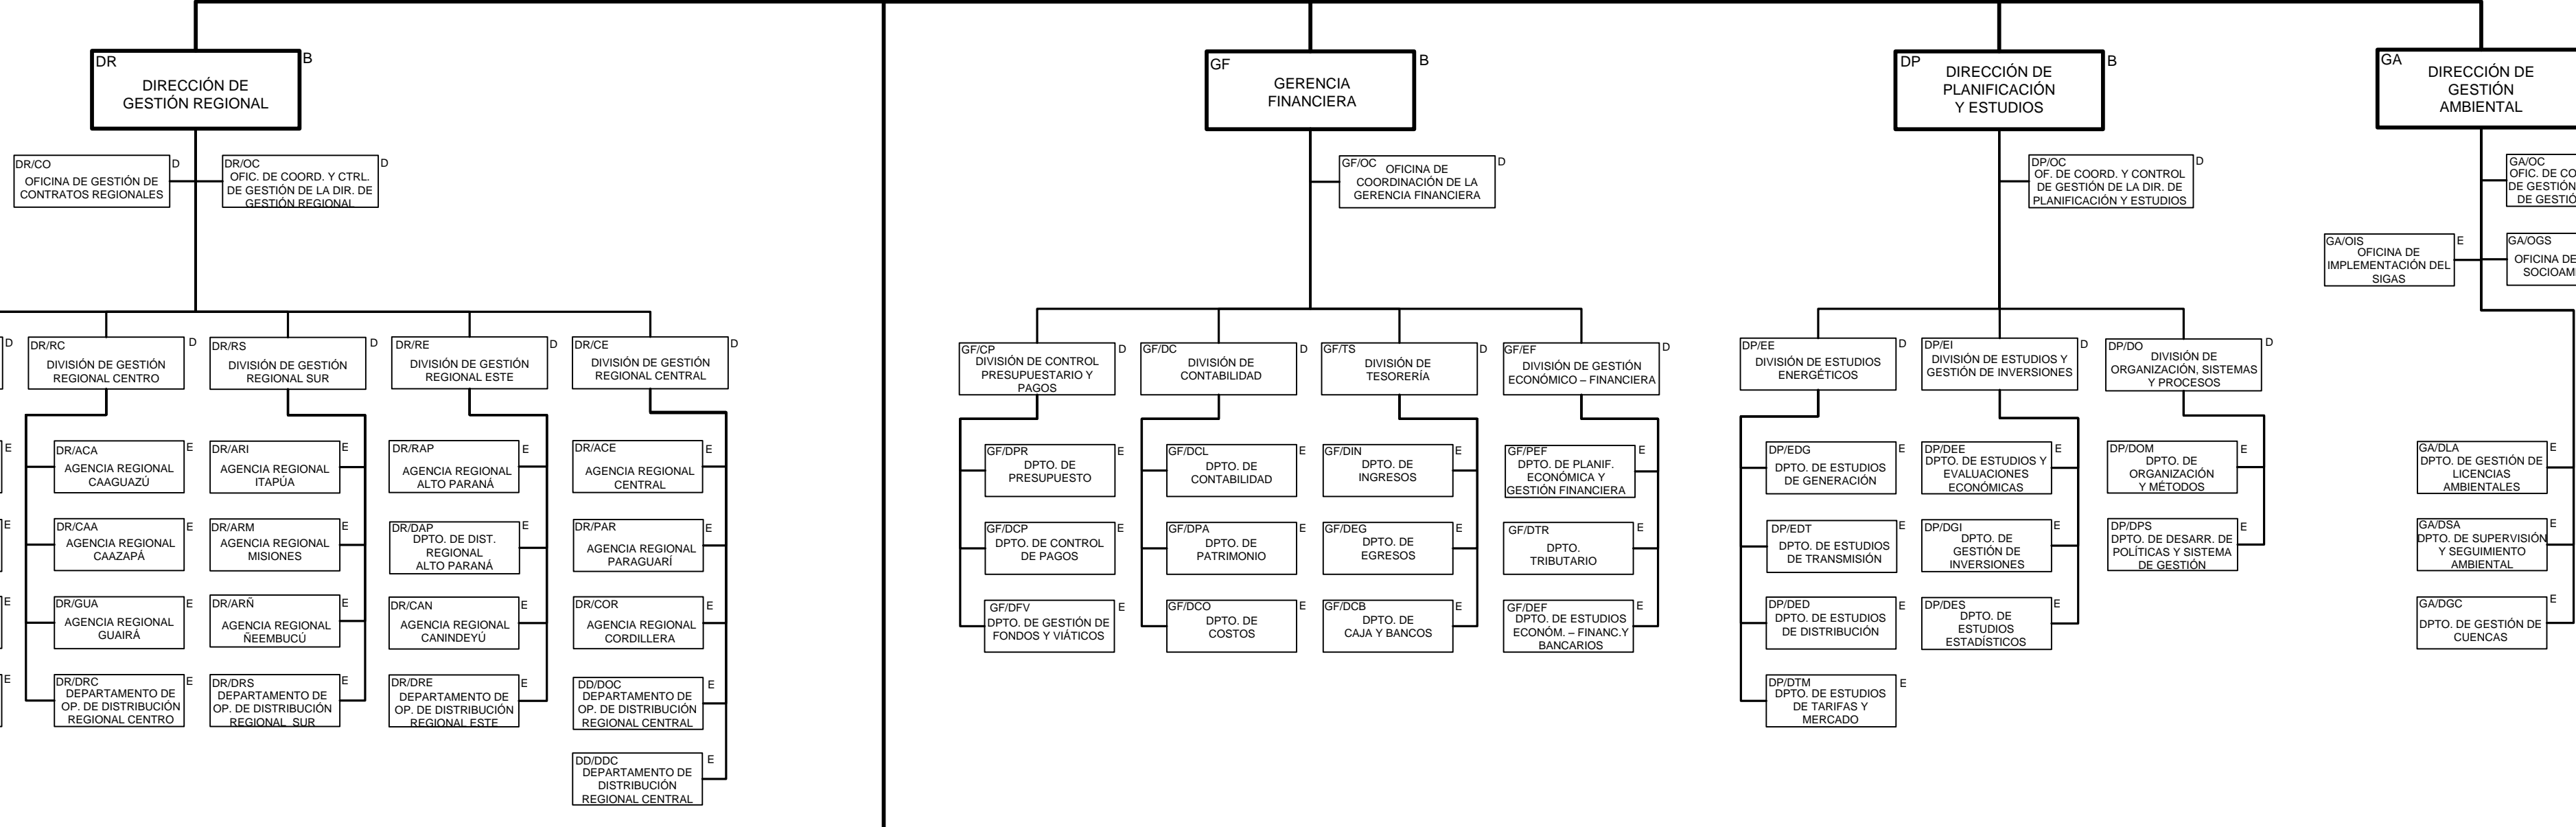 DR
B
DIRECCIÓN DE
GESTIÓN REGIONAL
GF
B
GERENCIA
FINANCIERA
DP
B
DIRECCIÓN DE
PLANIFICACIÓN
Y ESTUDIOS
GA
DIRECCIÓN DE
GESTIÓN
AMBIENTAL
DR/CO
D
OFICINA DE GESTIÓN DE
CONTRATOS REGIONALES
DR/OC
D
OFIC. DE COORD. Y CTRL.
DE GESTIÓN DE LA DIR. DE
GESTIÓN REGIONAL
GF/OC
D
OFICINA DE
COORDINACIÓN DE LA
GERENCIA FINANCIERA
DP/OC
D
OF. DE COORD. Y CONTROL
DE GESTIÓN DE LA DIR. DE
PLANIFICACIÓN Y ESTUDIOS
GA/OC
OFIC. DE CO
DE GESTIÓN
DE GESTIÓ
GA/OIS
E
OFICINA DE
IMPLEMENTACIÓN DEL
SIGAS
GA/OGS
OFICINA DE
SOCIOAM
D
DR/RC
D
DIVISIÓN DE GESTIÓN
REGIONAL CENTRO
DR/RS
D
DIVISIÓN DE GESTIÓN
REGIONAL SUR
DR/RE
D
DIVISIÓN DE GESTIÓN
REGIONAL ESTE
DR/CE
D
DIVISIÓN DE GESTIÓN
REGIONAL CENTRAL
GF/CP
D
DIVISIÓN DE CONTROL
PRESUPUESTARIO Y
PAGOS
GF/DC
D
DIVISIÓN DE
CONTABILIDAD
GF/TS
D
DIVISIÓN DE
TESORERÍA
GF/EF
D
DIVISIÓN DE GESTIÓN
ECONÓMICO – FINANCIERA
DP/EE
D
DIVISIÓN DE ESTUDIOS
ENERGÉTICOS
DP/EI
D
DIVISIÓN DE ESTUDIOS Y
GESTIÓN DE INVERSIONES
DP/DO
D
DIVISIÓN DE
ORGANIZACIÓN, SISTEMAS
Y PROCESOS
E
DR/ACA
E
AGENCIA REGIONAL
CAAGUAZÚ
DR/ARI
E
AGENCIA REGIONAL
ITAPÚA
DR/RAP
E
AGENCIA REGIONAL
ALTO PARANÁ
DR/ACE
E
AGENCIA REGIONAL
CENTRAL
GF/DPR
E
DPTO. DE
PRESUPUESTO
GF/DCL
E
DPTO. DE
CONTABILIDAD
GF/DIN
E
DPTO. DE
INGRESOS
GF/PEF
E
DPTO. DE PLANIF.
ECONÓMICA Y
GESTIÓN FINANCIERA
DP/EDG
E
DPTO. DE ESTUDIOS
DE GENERACIÓN
DP/DEE
E
DPTO. DE ESTUDIOS Y
EVALUACIONES
ECONÓMICAS
DP/DOM
E
DPTO. DE
ORGANIZACIÓN
Y MÉTODOS
GA/DLA
E
DPTO. DE GESTIÓN DE
LICENCIAS
AMBIENTALES
E
DR/CAA
E
AGENCIA REGIONAL
CAAZAPÁ
DR/ARM
E
AGENCIA REGIONAL
MISIONES
DR/DAP
E
DPTO. DE DIST.
REGIONAL
ALTO PARANÁ
DR/PAR
E
AGENCIA REGIONAL
PARAGUARÍ
GF/DCP
E
DPTO. DE CONTROL
DE PAGOS
GF/DPA
E
DPTO. DE
PATRIMONIO
GF/DEG
E
DPTO. DE
EGRESOS
GF/DTR
E
DPTO.
TRIBUTARIO
DP/EDT
E
DPTO. DE ESTUDIOS
DE TRANSMISIÓN
DP/DGI
E
DPTO. DE
GESTIÓN DE
INVERSIONES
DP/DPS
E
DPTO. DE DESARR. DE
POLÍTICAS Y SISTEMA
DE GESTIÓN
GA/DSA
E
DPTO. DE SUPERVISIÓN
Y SEGUIMIENTO
AMBIENTAL
E
DR/GUA
E
AGENCIA REGIONAL
GUAIRÁ
DR/ARÑ
E
AGENCIA REGIONAL
ÑEEMBUCÚ
DR/CAN
E
AGENCIA REGIONAL
CANINDEYÚ
DR/COR
E
AGENCIA REGIONAL
CORDILLERA
GF/DFV
E
DPTO. DE GESTIÓN DE
FONDOS Y VIÁTICOS
GF/DCO
E
DPTO. DE
COSTOS
GF/DCB
E
DPTO. DE
CAJA Y BANCOS
GF/DEF
E
DPTO. DE ESTUDIOS
ECONÓM. – FINANC.Y
BANCARIOS
DP/DED
E
DPTO. DE ESTUDIOS
DE DISTRIBUCIÓN
DP/DES
E
DPTO. DE
ESTUDIOS
ESTADÍSTICOS
GA/DGC
E
DPTO. DE GESTIÓN DE
CUENCAS
E
DR/DRC
E
DEPARTAMENTO DE
OP. DE DISTRIBUCIÓN
REGIONAL CENTRO
DR/DRS
E
DEPARTAMENTO DE
OP. DE DISTRIBUCIÓN
REGIONAL SUR
DR/DRE
E
DEPARTAMENTO DE
OP. DE DISTRIBUCIÓN
REGIONAL ESTE
DD/DOC
E
DEPARTAMENTO DE
OP. DE DISTRIBUCIÓN
REGIONAL CENTRAL
DP/DTM
E
DPTO. DE ESTUDIOS
DE TARIFAS Y
MERCADO
DD/DDC
E
DEPARTAMENTO DE
DISTRIBUCIÓN
REGIONAL CENTRAL